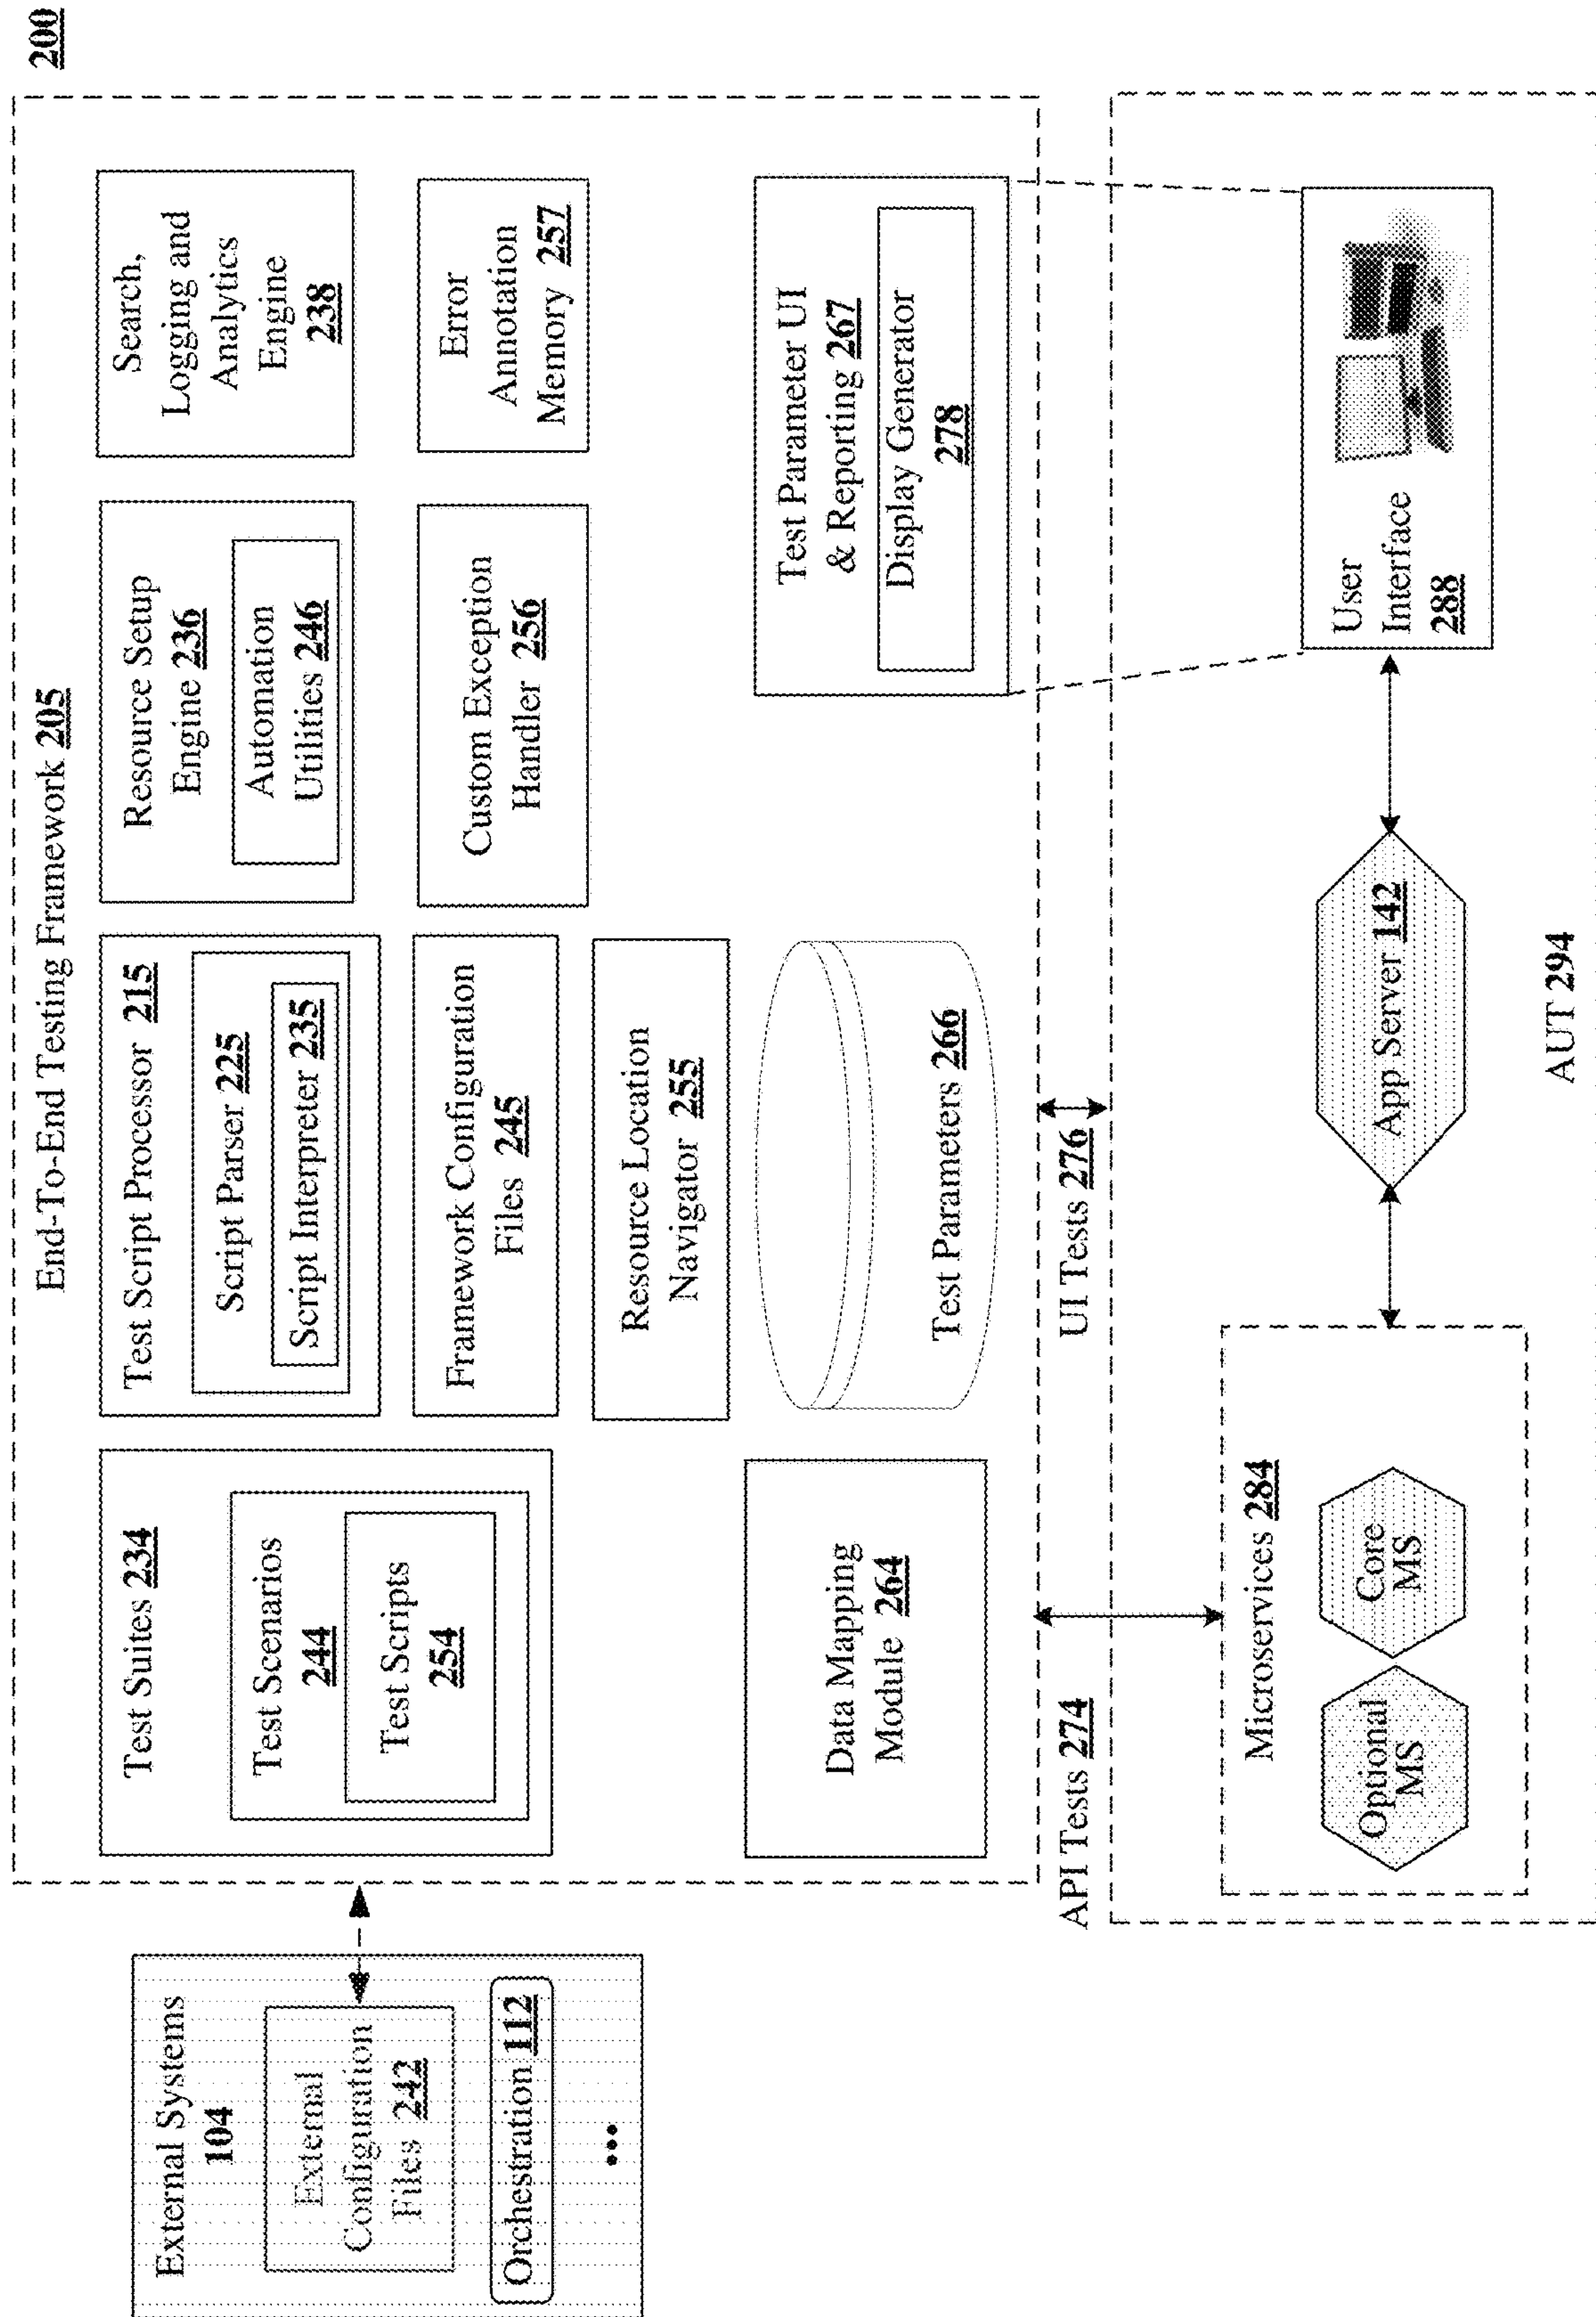 200
End-To-End Testing Framework 205
External Systems
104
External
Configuration
Files 242
Orchestration 112
...
Test Suites 234
Test Scenarios
244
Test Scripts
254
Test Script Processor 215
Script Parser 225
Script Interpreter 235
Framework Configuration
Files 245
Resource Location
Navigator 255
Resource Setup
Engine 236
Automation
Utilities 246
Custom Exception
Handler 256
Search,
Logging and
Analytics
Engine
238
Error
Annotation
Memory 257
Data Mapping
Module 264
Test Parameters 266
Test Parameter UI
& Reporting 267
Display Generator
278
API Tests 274
UI Tests 276
Microservices 284
Optional
MS
Core
MS
App Server 142
User
Interface
288
AUT 294